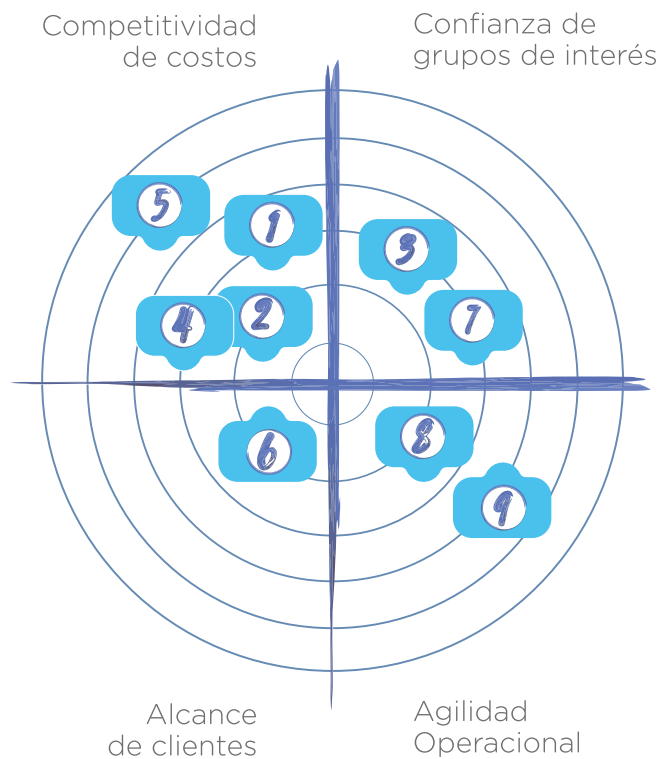 Competitividad
de costos
Confianza de
grupos de interés
5
1
3
4
2
7
6
8
9
Alcance
de clientes
Agilidad
Operacional